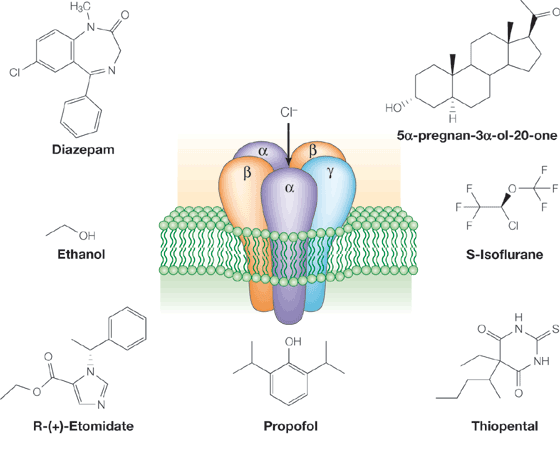 H₃C
N
O
Cl
N
Diazepam
Cl⁻
α
β
β
α
γ
O
HO
H
5α-pregnan-3α-ol-20-one
OH
Ethanol
F
F
O
F
F
F
Cl
F
S-Isoflurane
O
O
N
N
R-(+)-Etomidate
OH
Propofol
H
O
N
S
NH
O
Thiopental